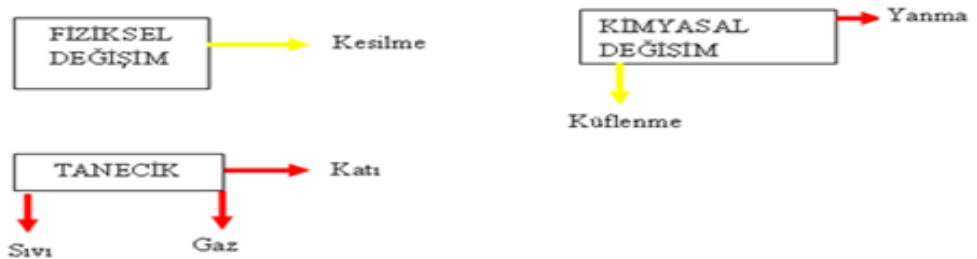 FİZİKSEL
DEĞİŞİM
Kesilme
KİMYASAL
DEĞİŞİM
Yanma
Küflenme
TANECİK
Katı
Sıvı
Gaz